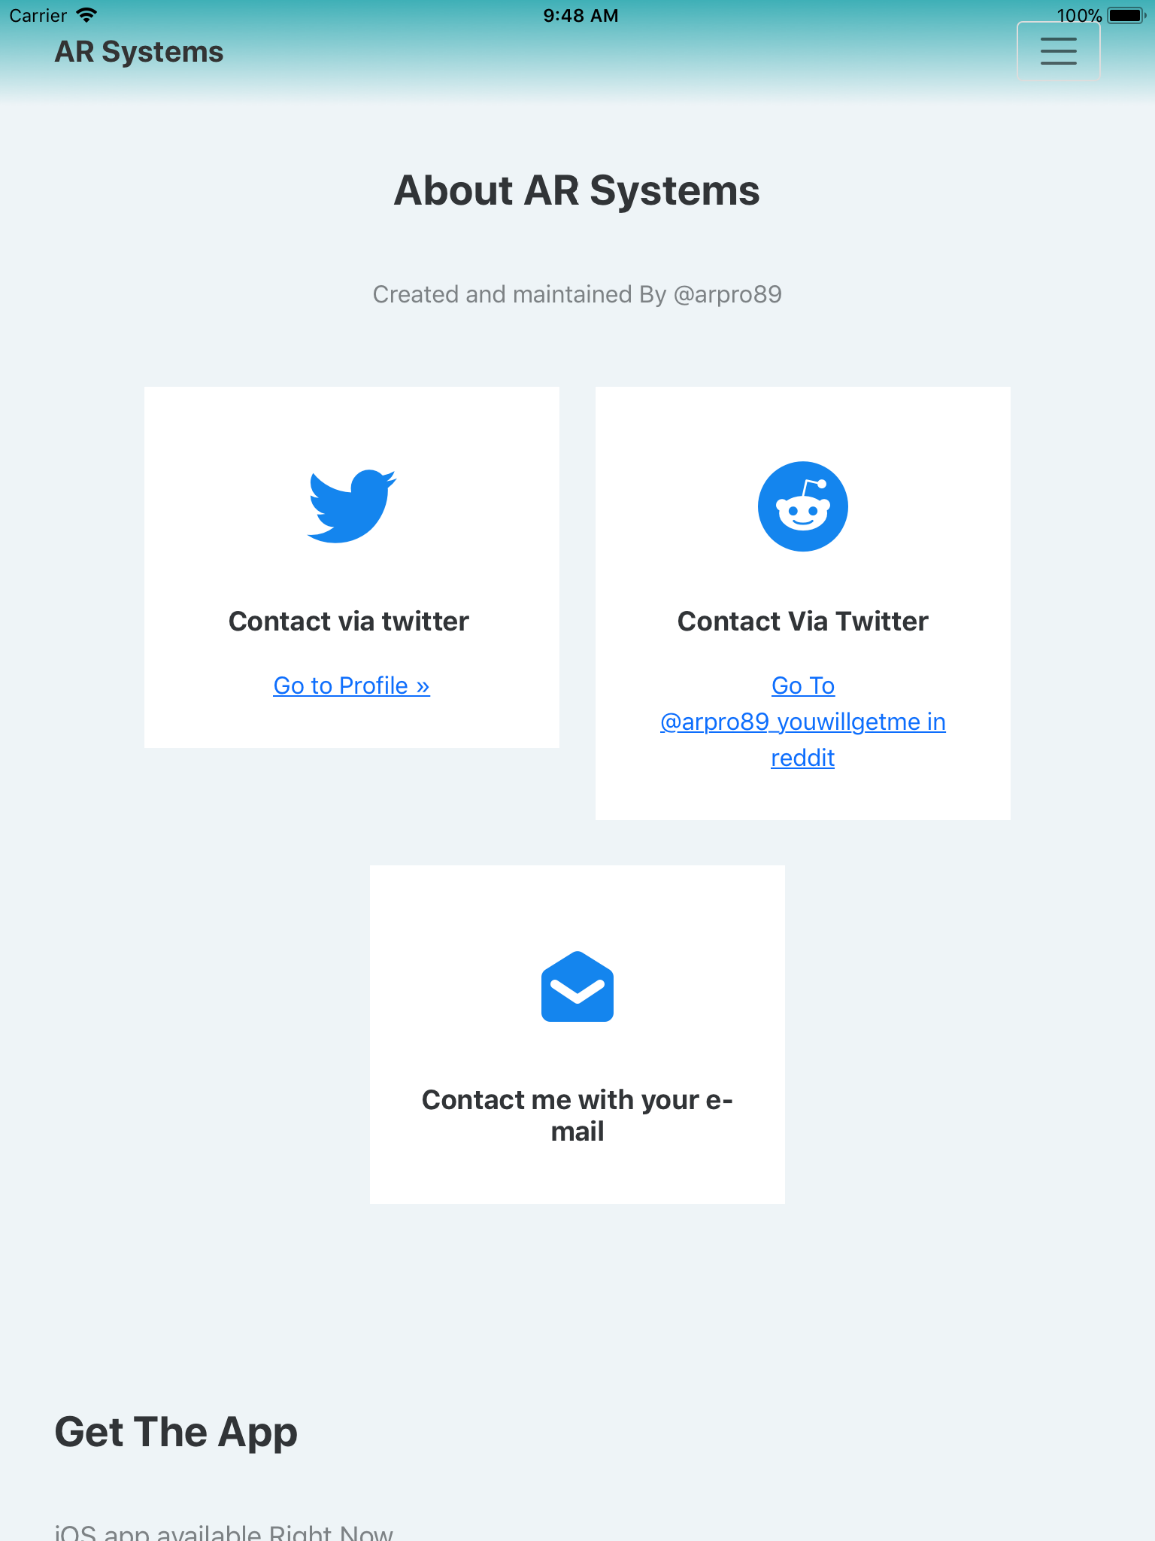 Carrier 9:48 AM 100%
AR Systems
About AR Systems
Created and maintained By @arpro89
Contact via twitter
Go to Profile »
Contact Via Twitter
Go To
@arpro89_youwillgetme in
reddit
Contact me with your e-
mail
Get The App
iOS app available Right Now